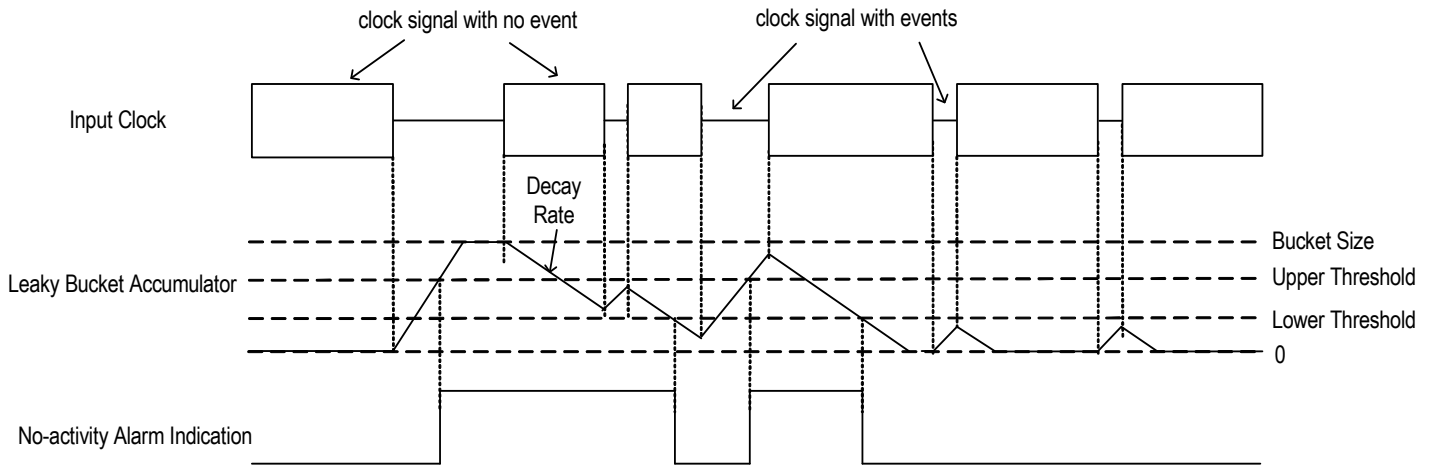 clock signal with no event
clock signal with events
Input Clock
Decay
Rate
Bucket Size
Upper Threshold
Leaky Bucket Accumulator
Lower Threshold
0
No-activity Alarm Indication